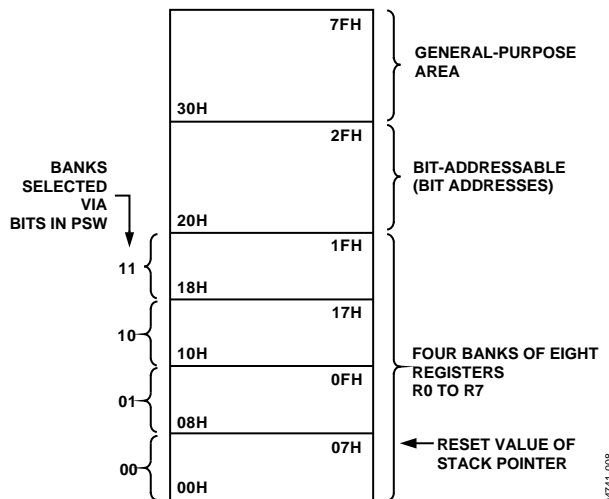 7FH
GENERAL-PURPOSE
AREA
30H
2FH
BANKS
SELECTED
VIA
BITS IN PSW
BIT-ADDRESSABLE
(BIT ADDRESSES)
20H
1FH
11
18H
17H
10
10H
FOUR BANKS OF EIGHT
REGISTERS
R0 TO R7
0FH
01
08H
07H
RESET VALUE OF
STACK POINTER
00
00H